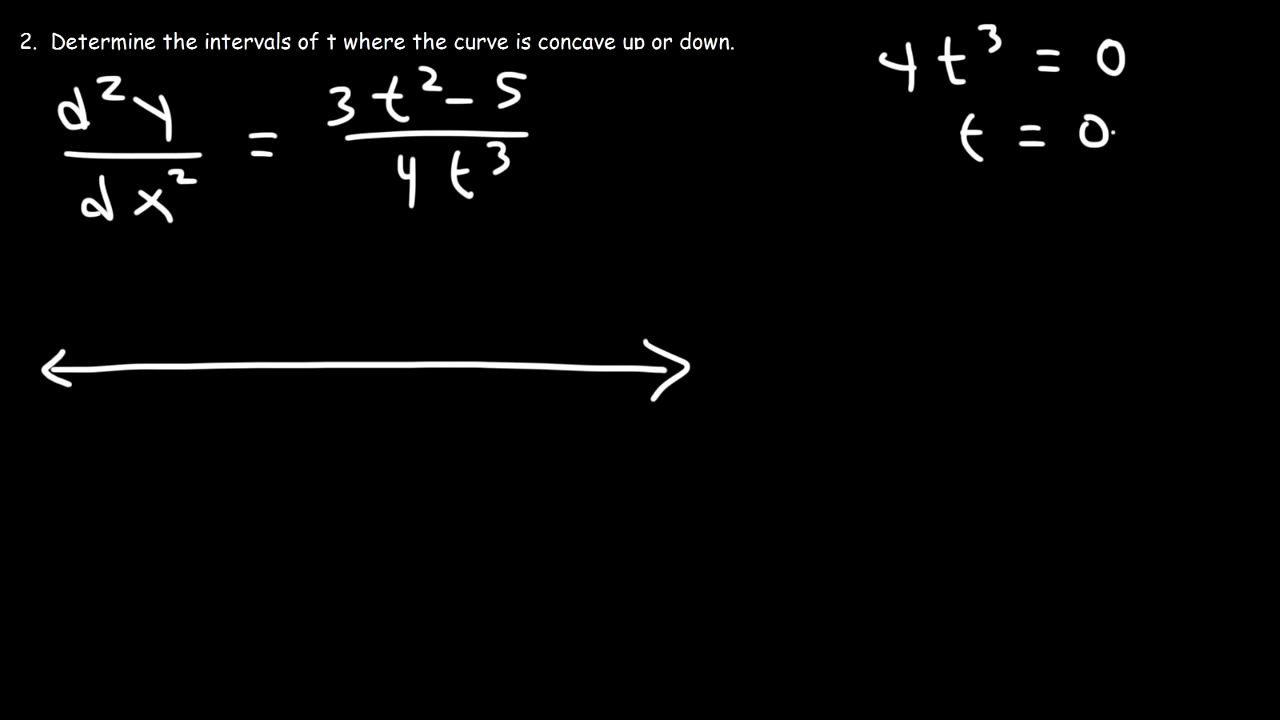 2. Determine the intervals of t where the curve is concave up or down.
d²y/dx² = (3t² - 5)/(4t³)
4t³ = 0
t = 0